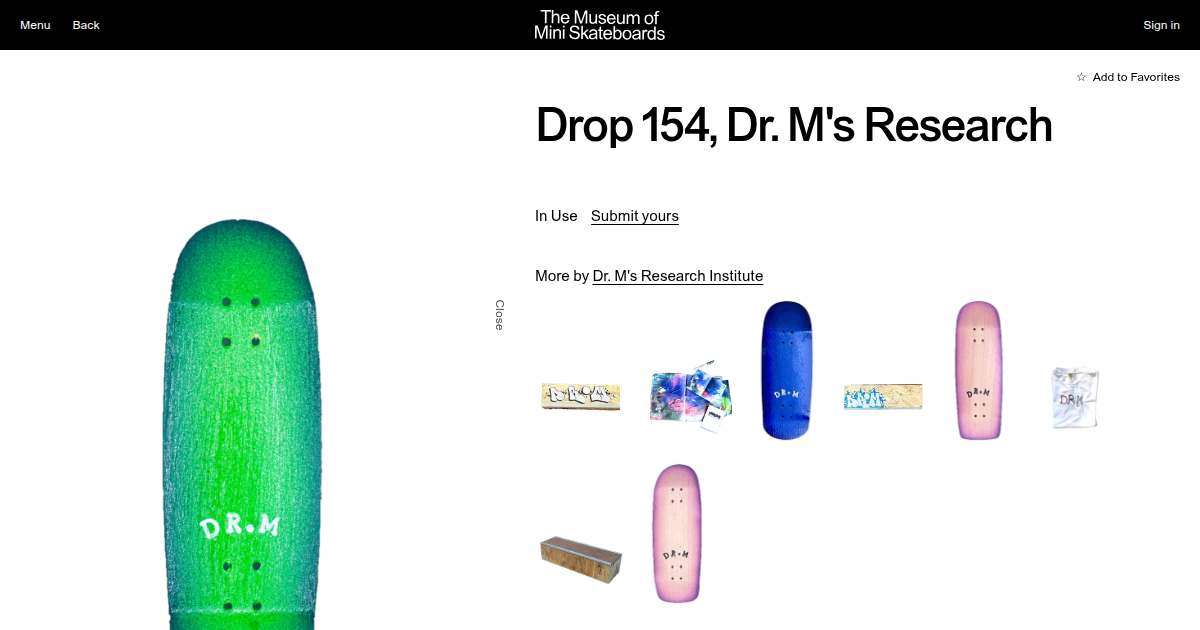 Menu
Back
The Museum of
Mini Skateboards
Sign in
☆ Add to Favorites
Drop 154, Dr. M's Research
In Use
Submit yours
More by Dr. M's Research Institute
Close
DR.M
DR.M
DR.M
DRM
DR.M